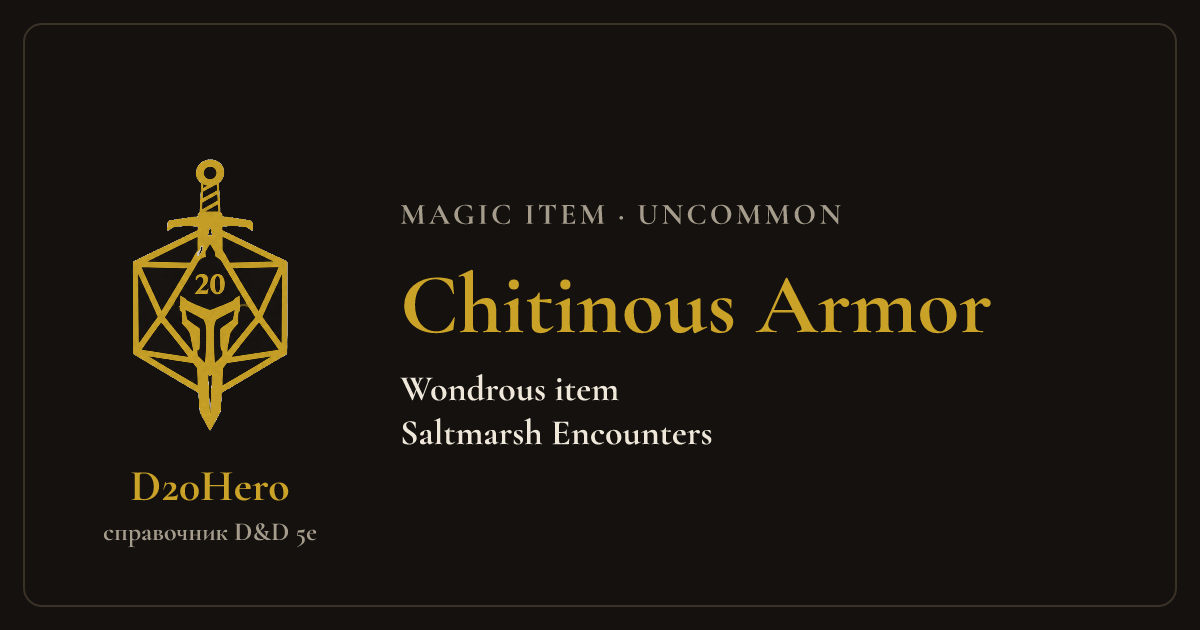 20
D20Hero
справочник D&D 5e
MAGIC ITEM · UNCOMMON
Chitinous Armor
Wondrous item
Saltmarsh Encounters